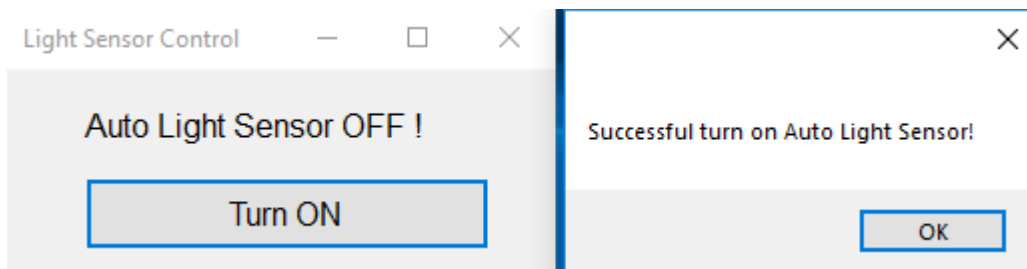 Light Sensor Control
Auto Light Sensor OFF !
Turn ON
Successful turn on Auto Light Sensor!
OK